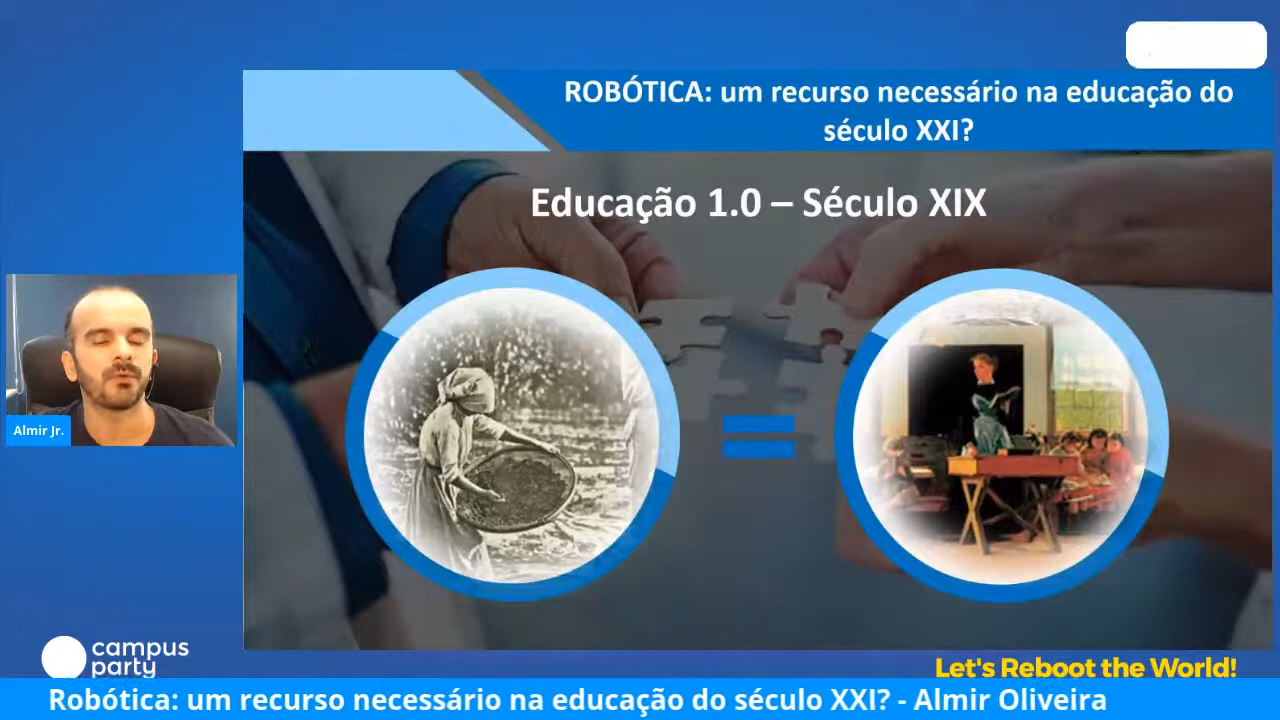 ROBÓTICA: um recurso necessário na educação do
século XXI?
Educação 1.0 – Século XIX
Almir Jr.
campus
party
Let's Reboot the World!
Robótica: um recurso necessário na educação do século XXI? - Almir Oliveira